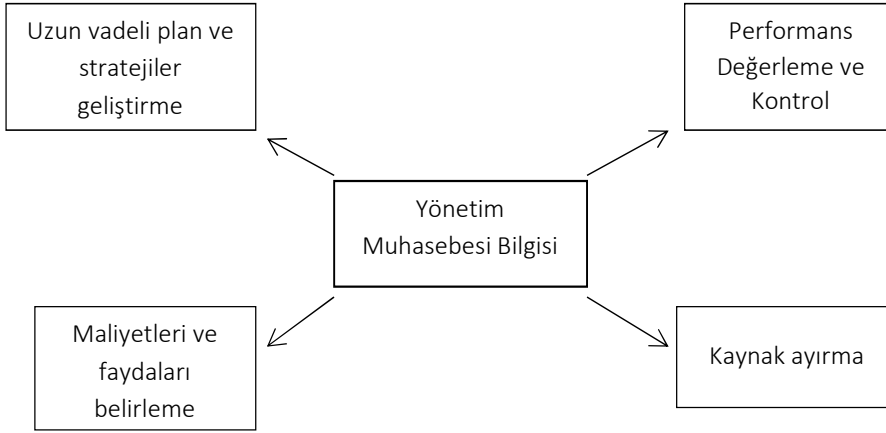 Uzun vadeli plan ve
stratejiler
geliştirme
Performans
Değerleme ve
Kontrol
Yönetim
Muhasebesi Bilgisi
Maliyetleri ve
faydaları
belirleme
Kaynak ayırma